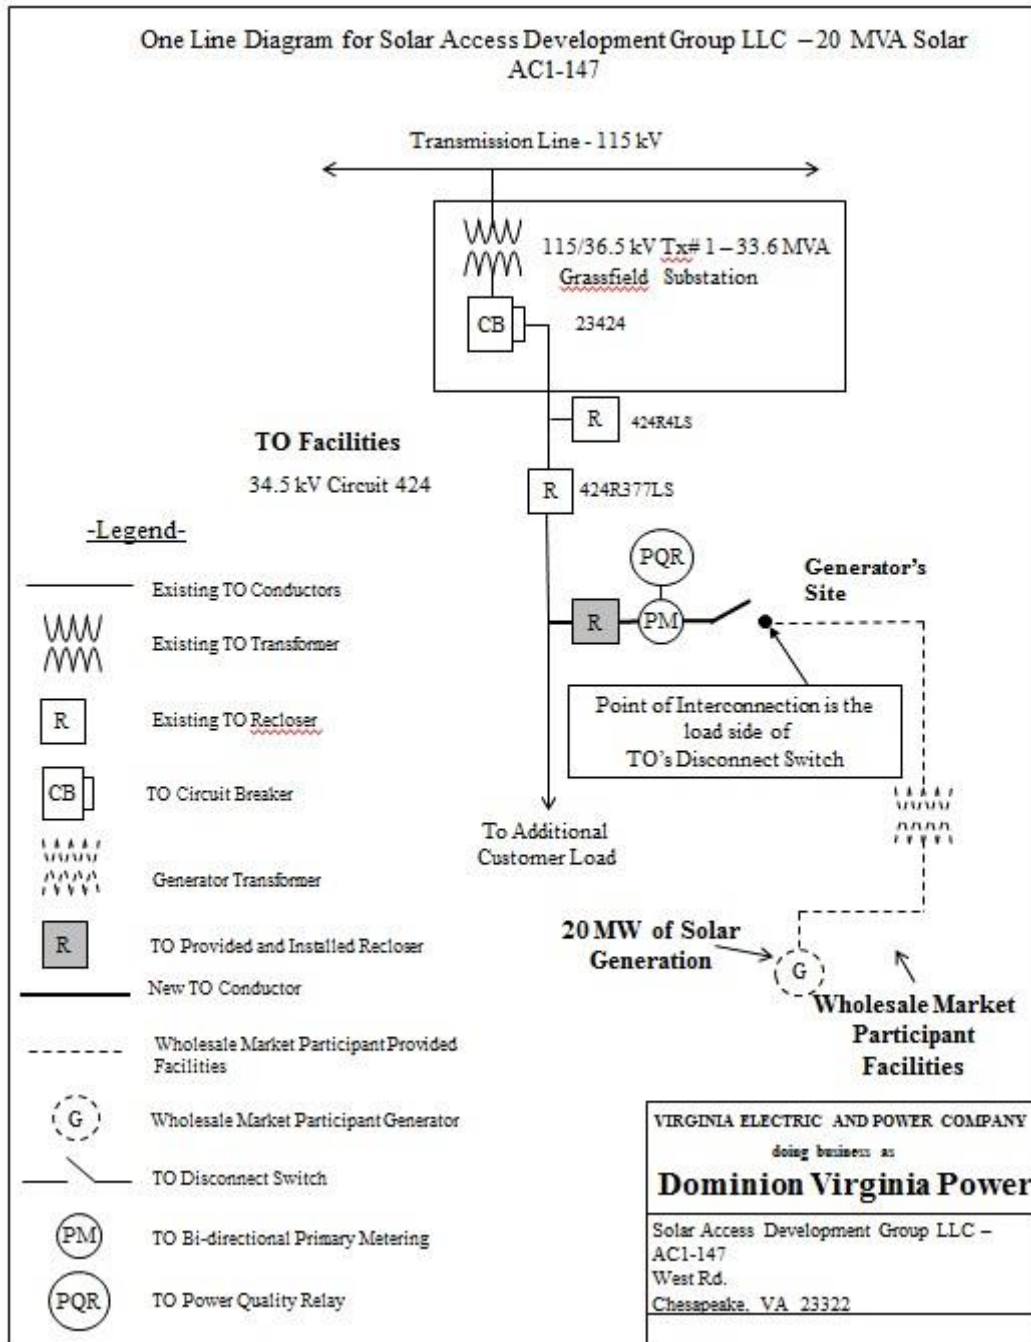 One Line Diagram for Solar Access Development Group LLC – 20 MVA Solar
AC1-147
Transmission Line - 115 kV
115/36.5 kV Tx# 1 – 33.6 MVA
Grassfield Substation
CB
23424
R
424R4LS
TO Facilities
34.5 kV Circuit 424
R
424R377LS
PQR
R
PM
Generator's
Site
Point of Interconnection is the
load side of
TO's Disconnect Switch
To Additional
Customer Load
20 MW of Solar
Generation
G
Wholesale Market
Participant
Facilities
-Legend-
Existing TO Conductors
Existing TO Transformer
R
Existing TO Recloser
CB
TO Circuit Breaker
Generator Transformer
R
TO Provided and Installed Recloser
New TO Conductor
Wholesale Market Participant Provided
Facilities
G
Wholesale Market Participant Generator
TO Disconnect Switch
PM
TO Bi-directional Primary Metering
PQR
TO Power Quality Relay
VIRGINIA ELECTRIC AND POWER COMPANY
doing business as
Dominion Virginia Power
Solar Access Development Group LLC –
AC1-147
West Rd.
Chesapeake, VA 23322